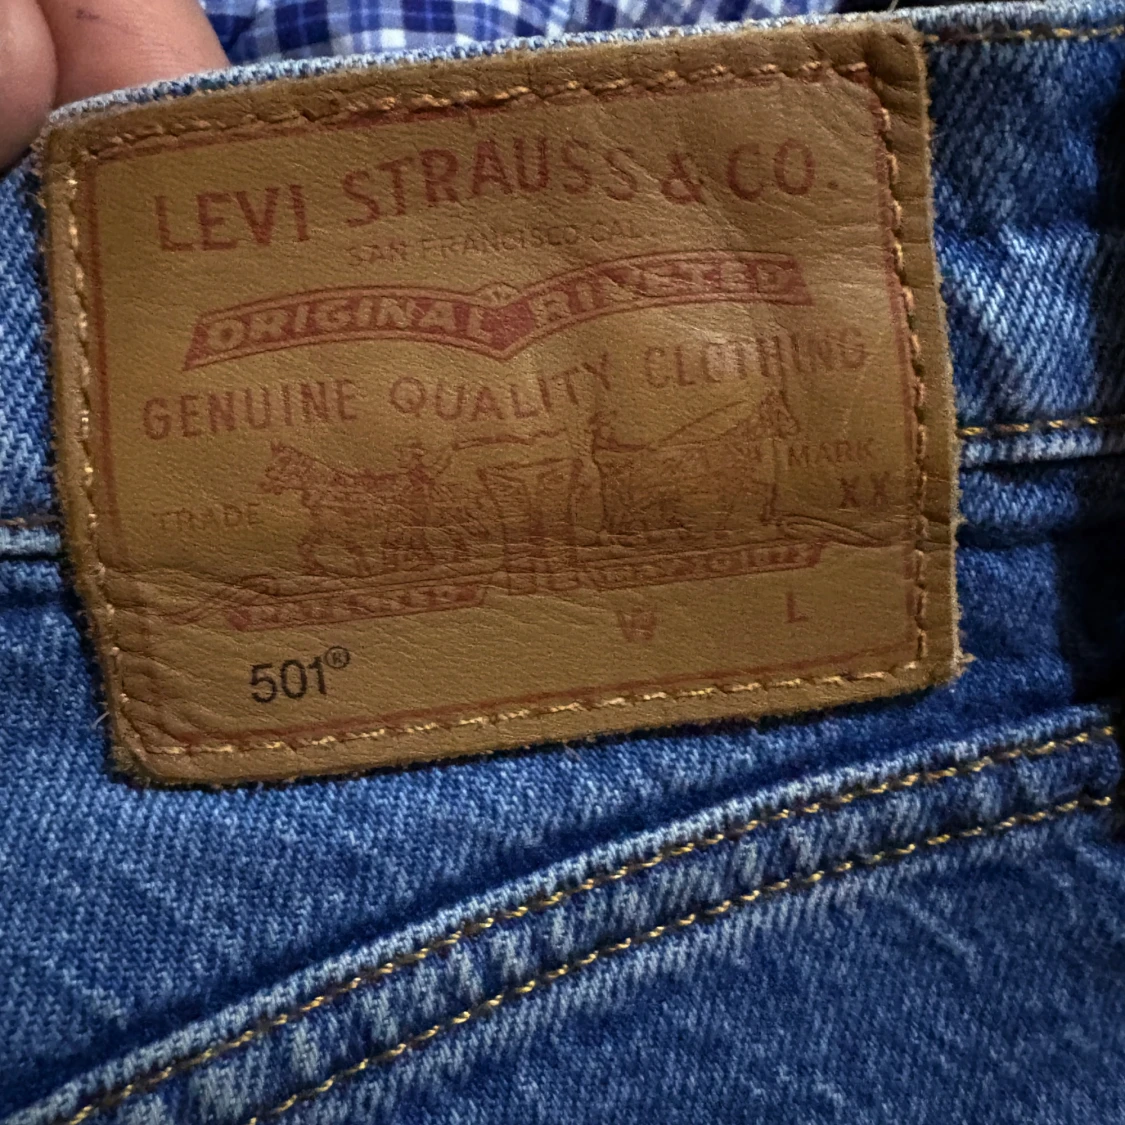 LEVI STRAUSS & CO.
SAN FRANCISCO CAL.
ORIGINAL RIVETED
GENUINE QUALITY CLOTHING
TRADE MARK
XX
W L
501®